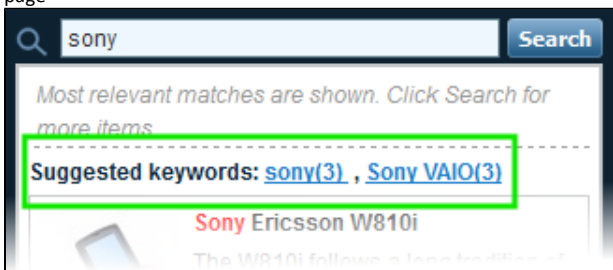 page
sony Search
Most relevant matches are shown. Click Search for
more items
Suggested keywords: sony(3) , Sony VAIO(3)
Sony Ericsson W810i
The W810i follows a long tradition of